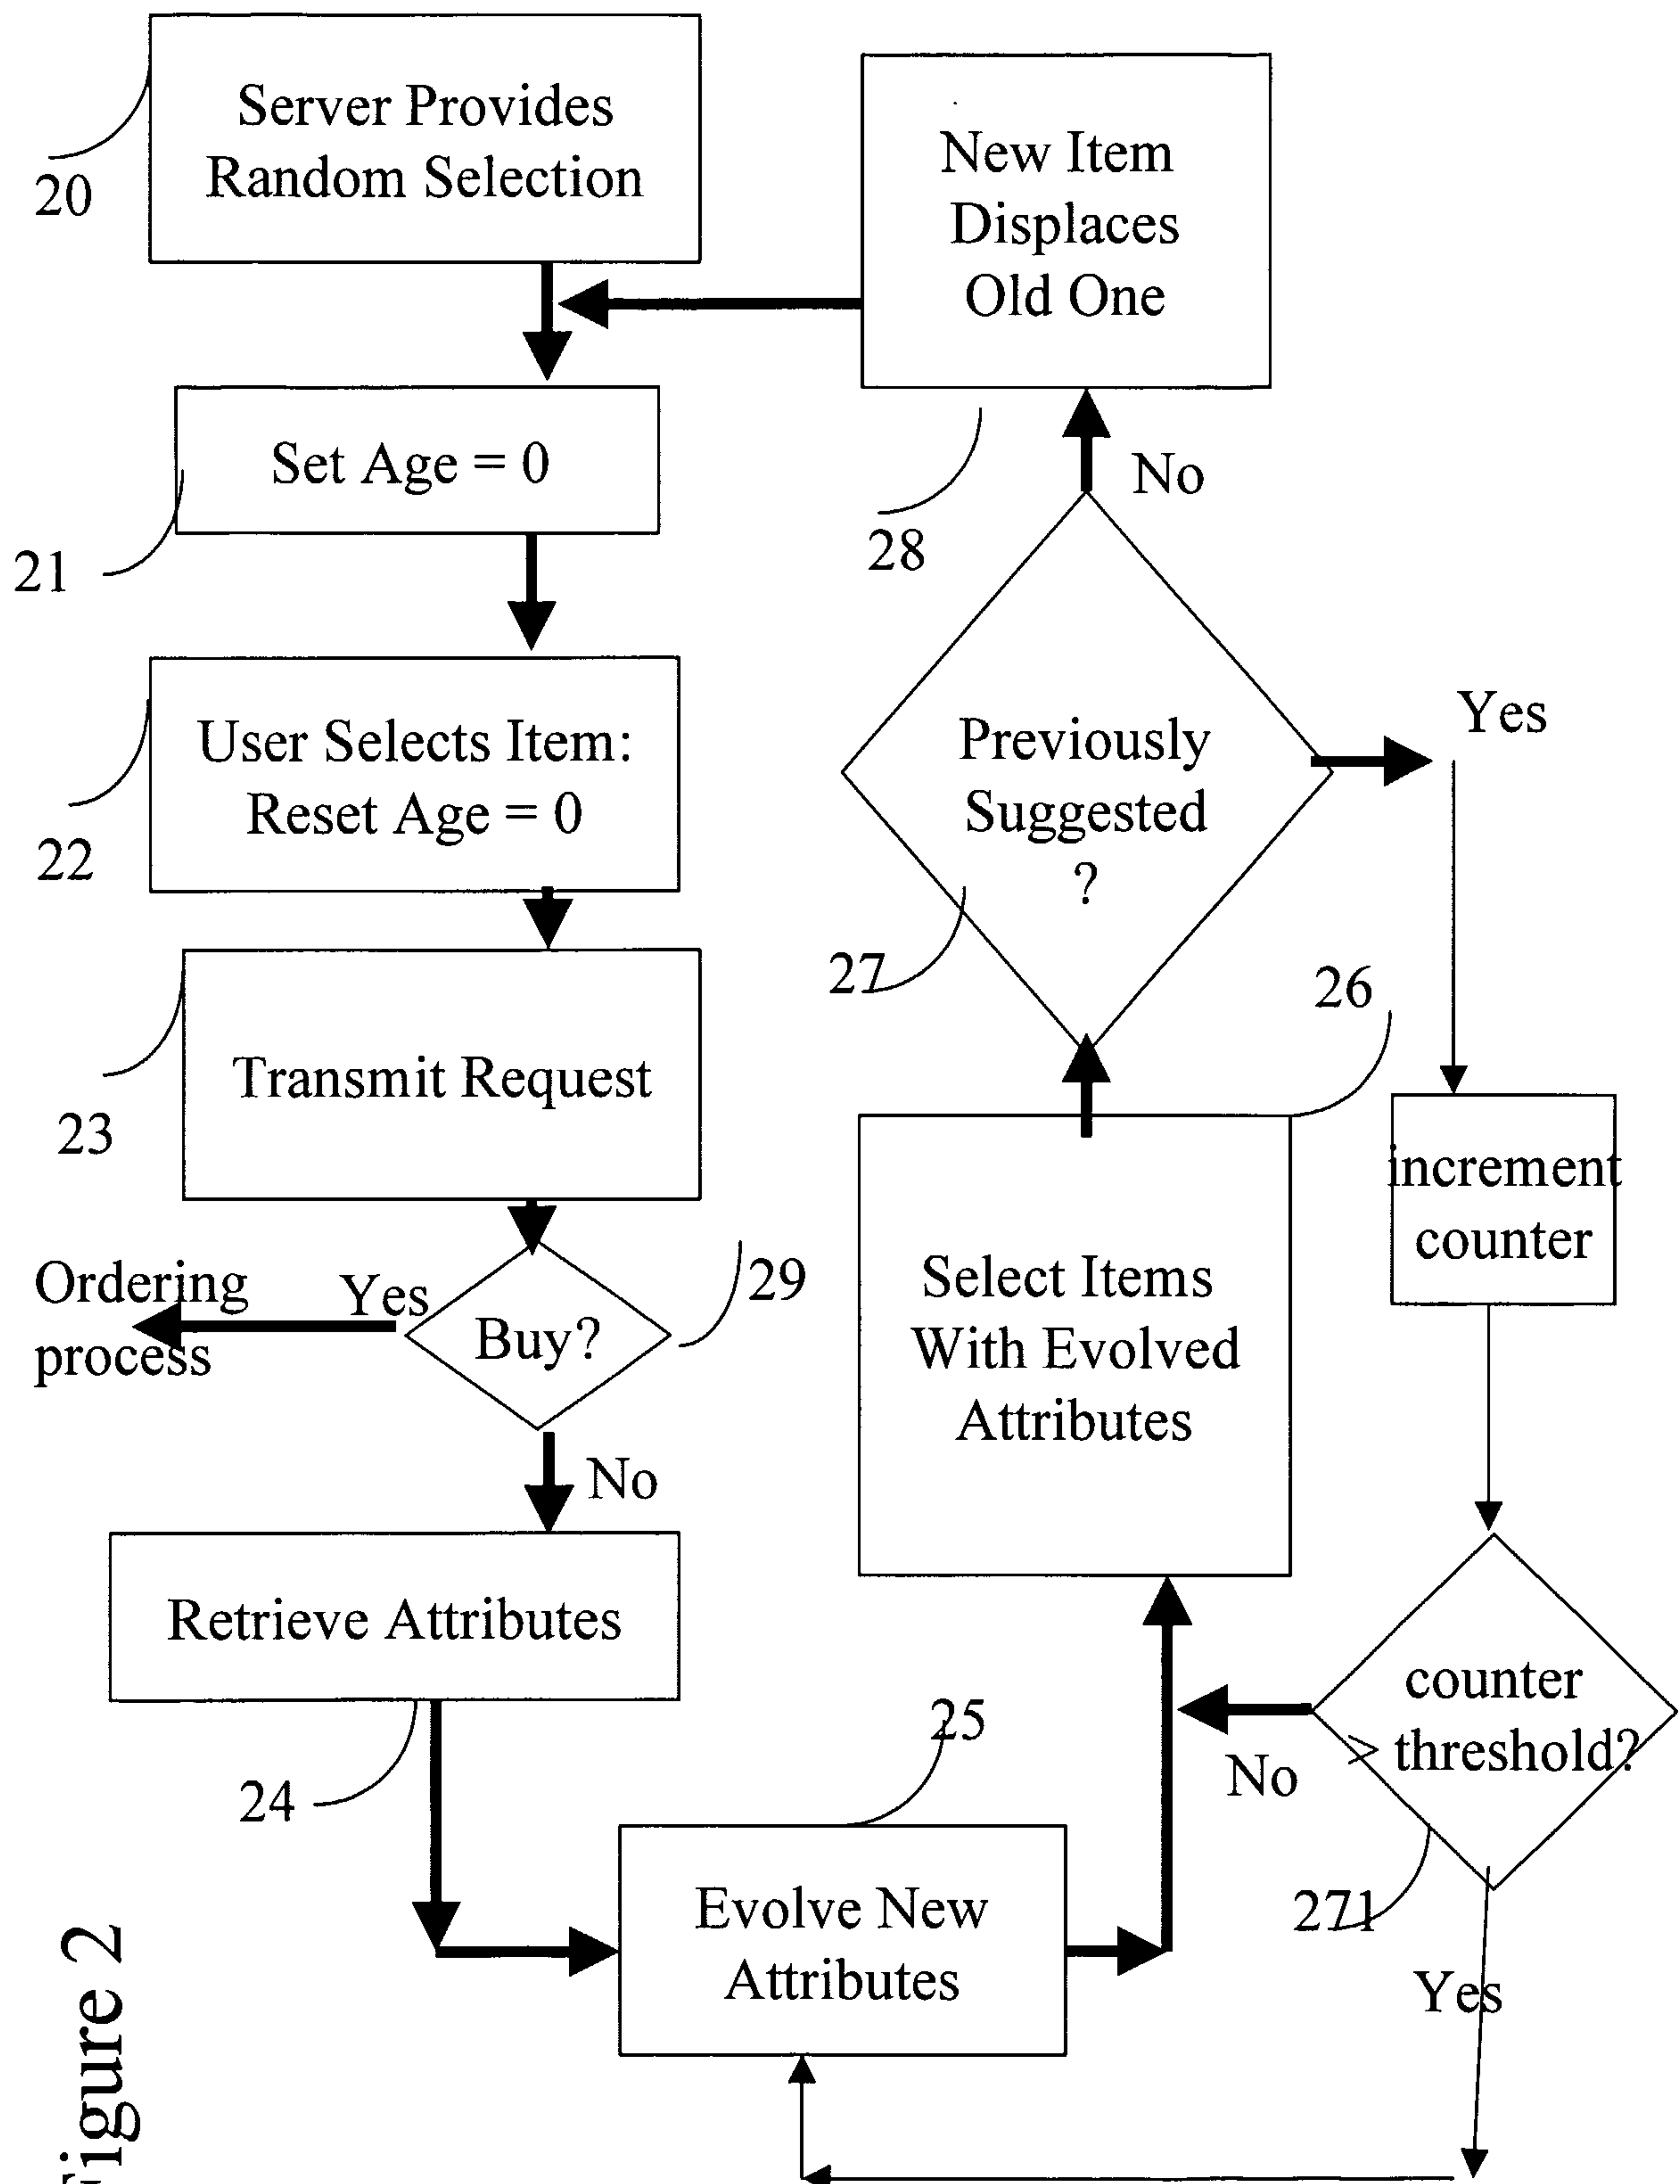 Server Provides
Random Selection
20
New Item
Displaces
Old One
28
Set Age = 0
21
No
User Selects Item:
Reset Age = 0
22
Previously
Suggested
?
27
Yes
Transmit Request
23
26
increment
counter
Ordering
process
Yes
Buy?
29
No
Select Items
With Evolved
Attributes
Retrieve Attributes
24
25
counter
> threshold?
No
271
Yes
Evolve New
Attributes
Figure 2